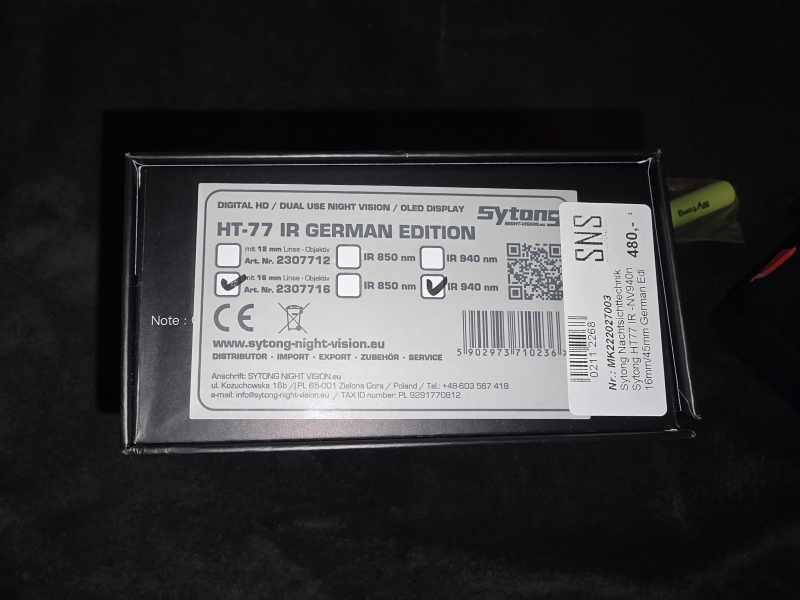 DIGITAL HD / DUAL USE NIGHT VISION / OLED DISPLAY
Sytong
NIGHT-VISION.eu
HT-77 IR GERMAN EDITION
mit 12 mm Linse - Objektiv
Art. Nr. 2307712
IR 850 nm
IR 940 nm
mit 16 mm Linse - Objektiv
Art. Nr. 2307716
IR 850 nm
IR 940 nm
CE
www.sytong-night-vision.eu
DISTRIBUTOR - IMPORT - EXPORT - ZUBEHÖR - SERVICE
5 902973 710236
Anschrift: SYTONG NIGHT VISION.eu
ul. Kozuchowska 16b / PL 65-001 Zielona Gora / Poland / Tel.: +48-603 567 418
e-mail: info@sytong-night-vision.eu / TAX ID number: PL 9291770812
Note :
SNS
480,-
0211 2268
Nr.: MK222027003
Sytong Nachtsichttechnik
Sytong HT77 IR -NV940n
16mm/45mm German Edi
Sytong